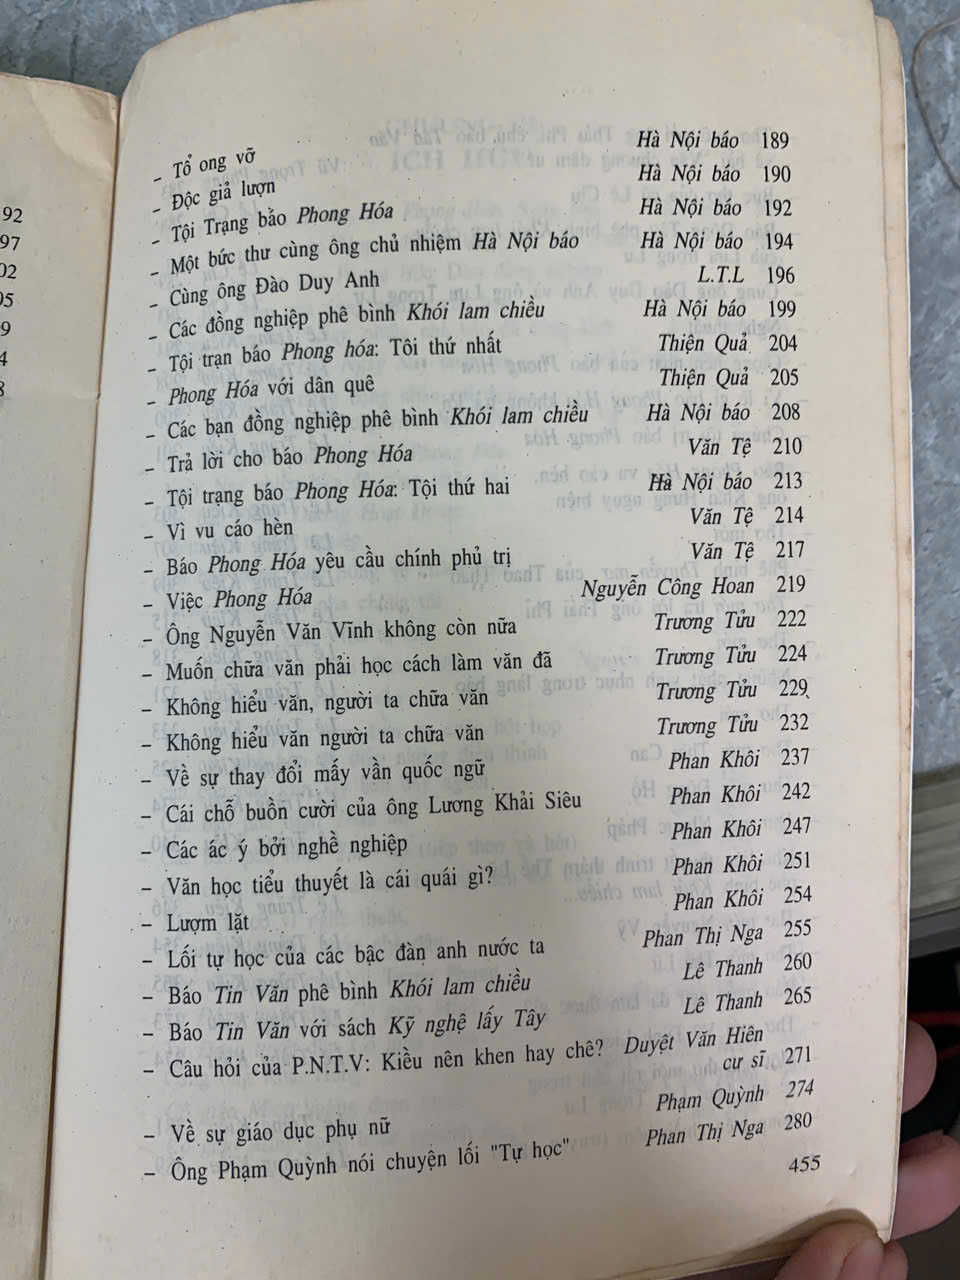 92
97
02
05
9
4
8
– Tổ ong vỡ Hà Nội báo 189
– Độc giả lượn Hà Nội báo 190
– Tội Trạng báo Phong Hóa Hà Nội báo 192
– Một bức thư cùng ông chủ nhiệm Hà Nội báo Hà Nội báo 194
– Cùng ông Đào Duy Anh L.T.L 196
– Các đồng nghiệp phê bình Khói lam chiều Hà Nội báo 199
– Tội trạn báo Phong hóa: Tôi thứ nhất Thiện Quả 204
– Phong Hóa với dân quê Thiện Quả 205
– Các bạn đồng nghiệp phê bình Khói lam chiều Hà Nội báo 208
– Trả lời cho báo Phong Hóa Văn Tệ 210
– Tội trạng báo Phong Hóa: Tội thứ hai Hà Nội báo 213
– Vì vu cáo hèn Văn Tệ 214
– Báo Phong Hóa yêu cầu chính phủ trị Văn Tệ 217
– Việc Phong Hóa Nguyễn Công Hoan 219
– Ông Nguyễn Văn Vĩnh không còn nữa Trương Tửu 222
– Muốn chữa văn phải học cách làm văn đã Trương Tửu 224
– Không hiểu văn, người ta chữa văn Trương Tửu 229
– Không hiểu văn người ta chữa văn Trương Tửu 232
– Về sự thay đổi mấy vần quốc ngữ Phan Khôi 237
– Cái chỗ buồn cười của ông Lương Khải Siêu Phan Khôi 242
– Các ác ý bởi nghề nghiệp Phan Khôi 247
– Văn học tiểu thuyết là cái quái gì? Phan Khôi 251
– Lượm lặt Phan Khôi 254
– Lối tự học của các bậc đàn anh nước ta Phan Thị Nga 255
– Báo Tin Văn phê bình Khói lam chiều Lê Thanh 260
– Báo Tin Văn với sách Kỹ nghệ lấy Tây Lê Thanh 265
– Câu hỏi của P.N.T.V: Kiều nên khen hay chê? Duyệt Văn Hiên
cư sĩ 271
– Về sự giáo dục phụ nữ Phạm Quỳnh 274
– Ông Phạm Quỳnh nói chuyện lối "Tự học" Phan Thị Nga 280
455